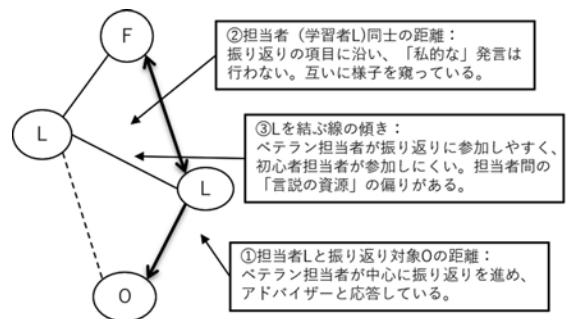 F
②担当者（学習者L)同士の距離：
振り返りの項目に沿い、「私的な」発言は
行わない。互いに様子を窺っている。
L
③Lを結ぶ線の傾き：
ベテラン担当者が振り返りに参加しやすく、
初心者担当者が参加しにくい。担当者間の
「言説の資源」の偏りがある。
L
①担当者Lと振り返り対象Oの距離：
ベテラン担当者が中心に振り返りを進め、
アドバイザーと応答している。
O